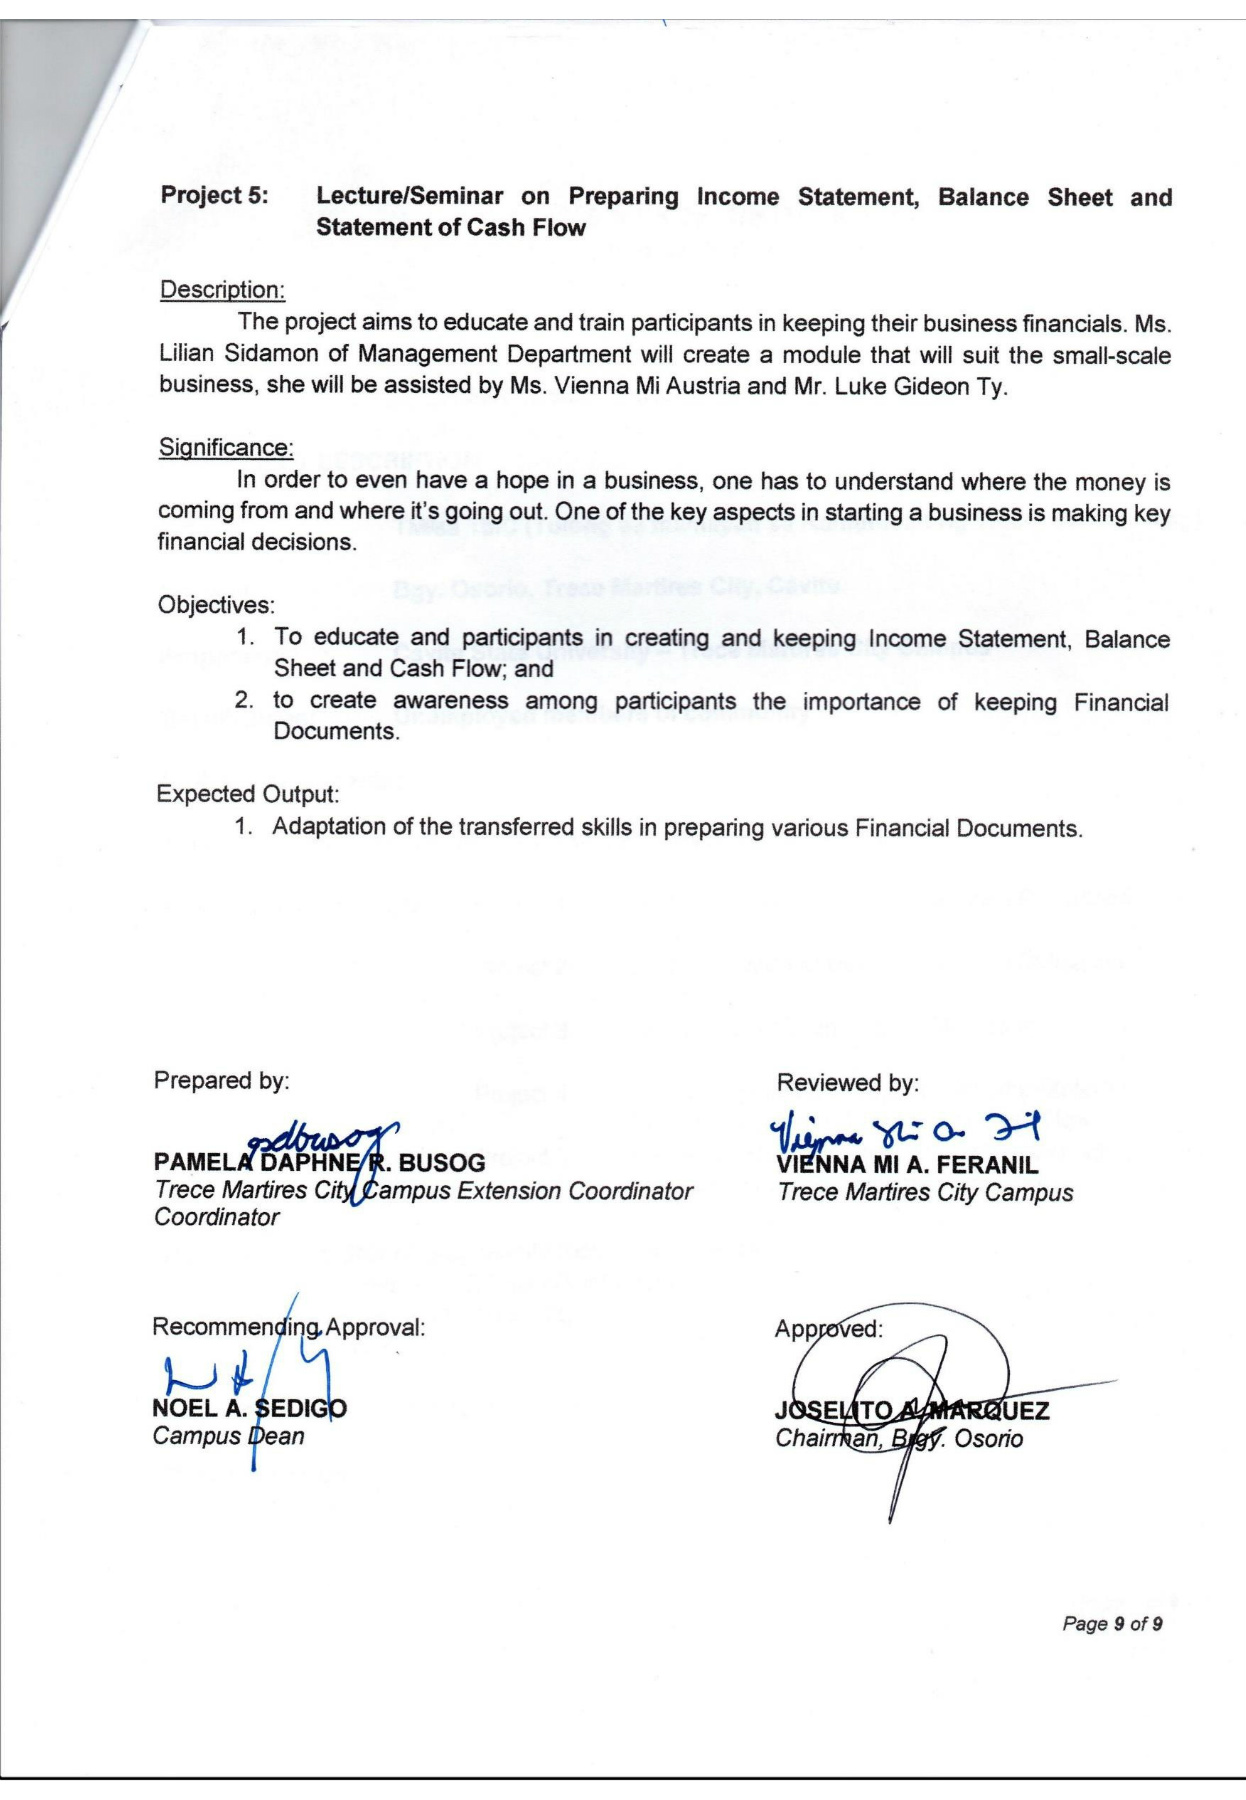 Project 5: Lecture/Seminar on Preparing Income Statement, Balance Sheet and
Statement of Cash Flow
Description:
The project aims to educate and train participants in keeping their business financials. Ms.
Lilian Sidamon of Management Department will create a module that will suit the small-scale
business, she will be assisted by Ms. Vienna Mi Austria and Mr. Luke Gideon Ty.
Significance:
In order to even have a hope in a business, one has to understand where the money is
coming from and where it's going out. One of the key aspects in starting a business is making key
financial decisions.
Bgy. Osorio, Trece Martires City, Cavite
Objectives:
1. To educate and participants in creating and keeping Income Statement, Balance
Sheet and Cash Flow; and
2. to create awareness among participants the importance of keeping Financial
Documents.
Expected Output:
1. Adaptation of the transferred skills in preparing various Financial Documents.
Prepared by:
pdbusog
PAMELA DAPHNE R. BUSOG
Trece Martires City Campus Extension Coordinator
Coordinator
Reviewed by:
VIENNA MI A. FERANIL
Trece Martires City Campus
Recommending Approval:
NOEL A. SEDIGO
Campus Dean
Approved:
JOSELITO A. MARQUEZ
Chairman, Brgy. Osorio
Page 9 of 9